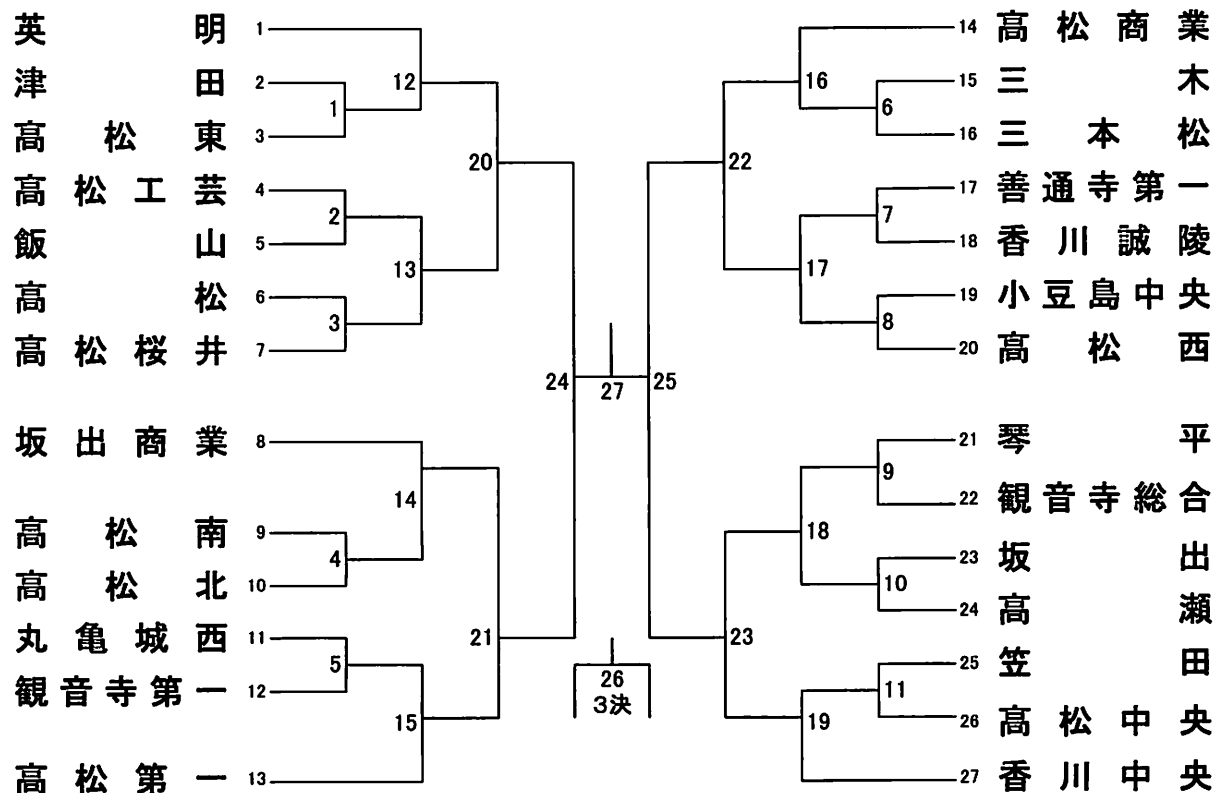 英明 1
津田 2
高松東 3
高松工芸 4
飯山 5
高松 6
高松桜井 7
坂出商業 8
高松南 9
高松北 10
丸亀城西 11
観音寺第一 12
高松第一 13
12
1
20
2
13
3
24
14
4
21
5
15
27
26
3決
25
16
6
22
7
17
8
9
18
10
23
11
19
14 高松商業
15 三木
16 三本松
17 善通寺第一
18 香川誠陵
19 小豆島中央
20 高松西
21 琴平
22 観音寺総合
23 坂出
24 高瀬
25 笠田
26 高松中央
27 香川中央